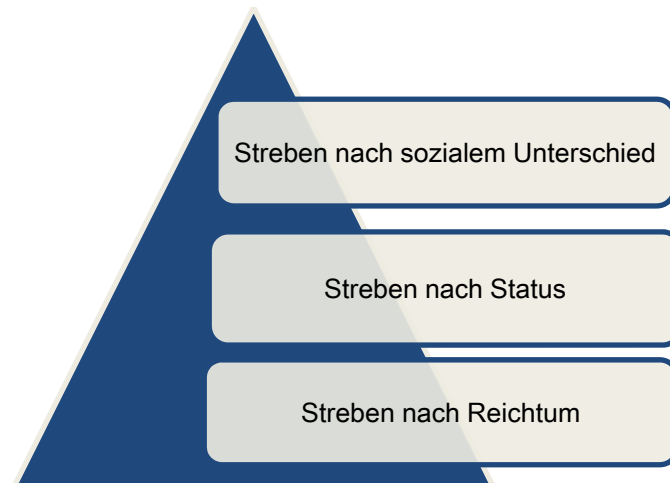 Streben nach sozialem Unterschied
Streben nach Status
Streben nach Reichtum